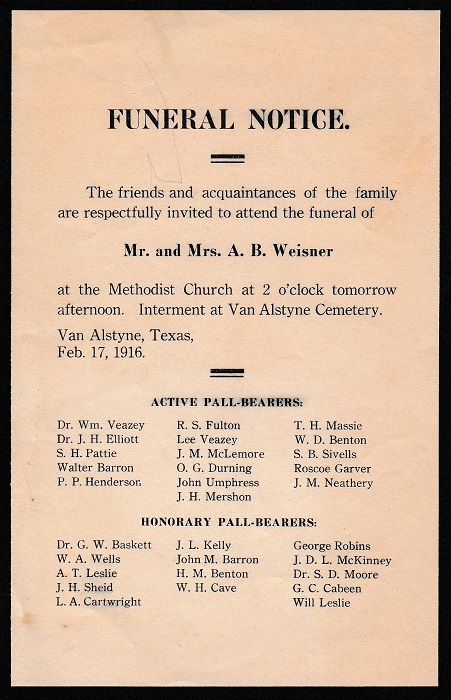 FUNERAL NOTICE.
The friends and acquaintances of the family
are respectfully invited to attend the funeral of
Mr. and Mrs. A. B. Weisner
at the Methodist Church at 2 o'clock tomorrow
afternoon. Interment at Van Alstyne Cemetery.
Van Alstyne, Texas,
Feb. 17, 1916.
ACTIVE PALL-BEARERS:
Dr. Wm. Veazey
Dr. J. H. Elliott
S. H. Pattie
Walter Barron
P. P. Henderson
R. S. Fulton
Lee Veazey
J. M. McLemore
O. G. Durning
John Umphress
J. H. Mershon
T. H. Massie
W. D. Benton
S. B. Sivells
Roscoe Garver
J. M. Neathery
HONORARY PALL-BEARERS:
Dr. G. W. Baskett
W. A. Wells
A. T. Leslie
J. H. Sheid
L. A. Cartwright
J. L. Kelly
John M. Barron
H. M. Benton
W. H. Cave
George Robins
J. D. L. McKinney
Dr. S. D. Moore
G. C. Cabeen
Will Leslie